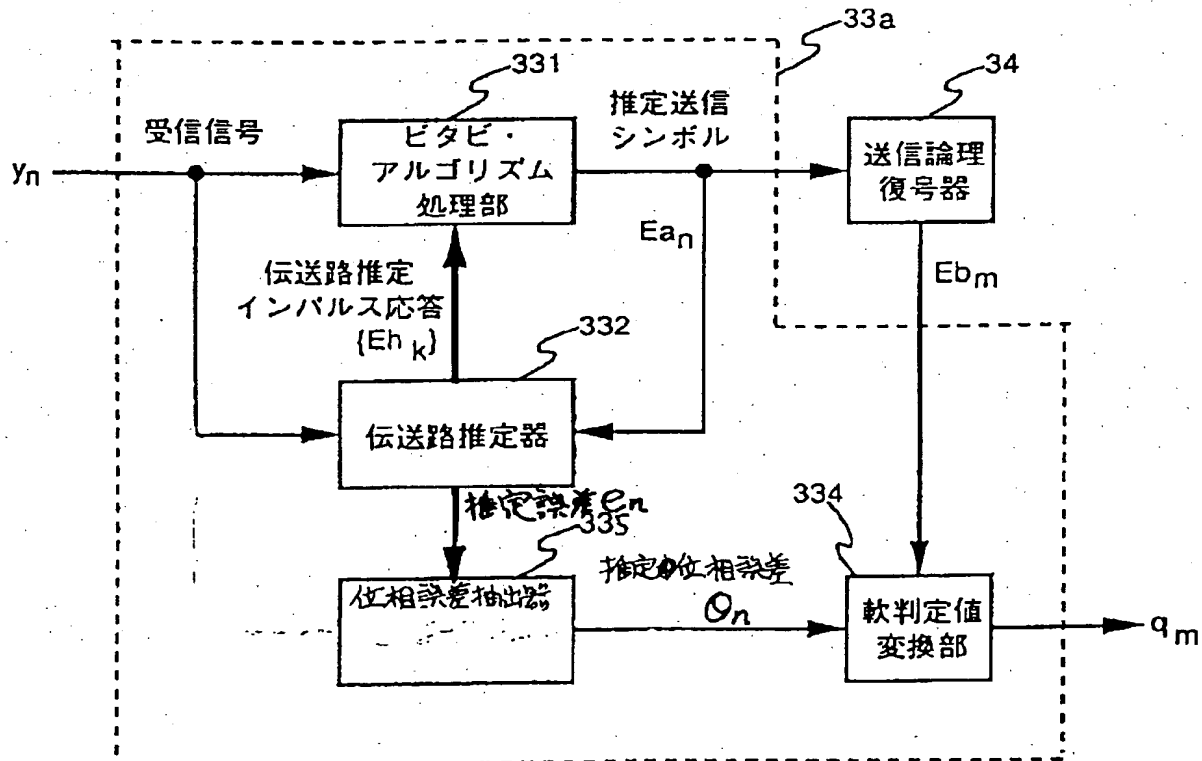 33a
331
34
受信信号
ビタビ・
アルゴリズム
処理部
推定送信
シンボル
送信論理
復号器
yn
Ean
Ebm
伝送路推定
インパルス応答
{Eh k}
332
伝送路推定器
推定誤差en
335
334
位相誤差抽出器
推定位相誤差
θn
軟判定値
変換部
qm